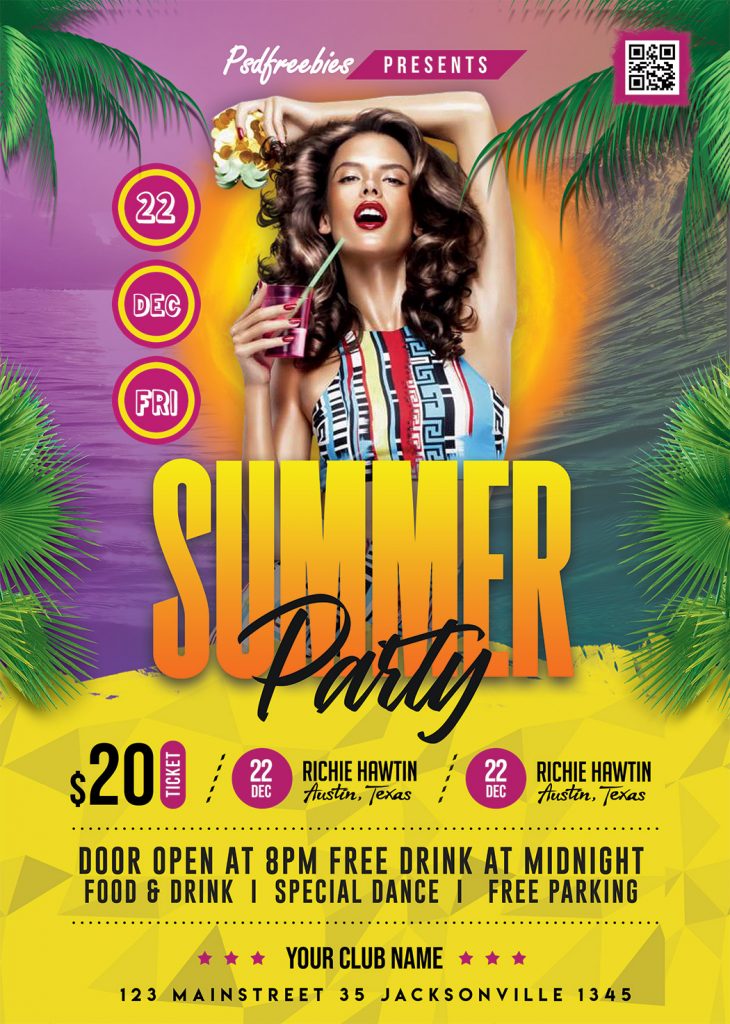 Psdfreebies PRESENTS
22
DEC
FRI
SUMMER
Party
$20 TICKET
22 DEC
RICHIE HAWTIN
Austin, Texas
22 DEC
RICHIE HAWTIN
Austin, Texas
DOOR OPEN AT 8PM FREE DRINK AT MIDNIGHT
FOOD & DRINK I SPECIAL DANCE I FREE PARKING
YOUR CLUB NAME
123 MAINSTREET 35 JACKSONVILLE 1345